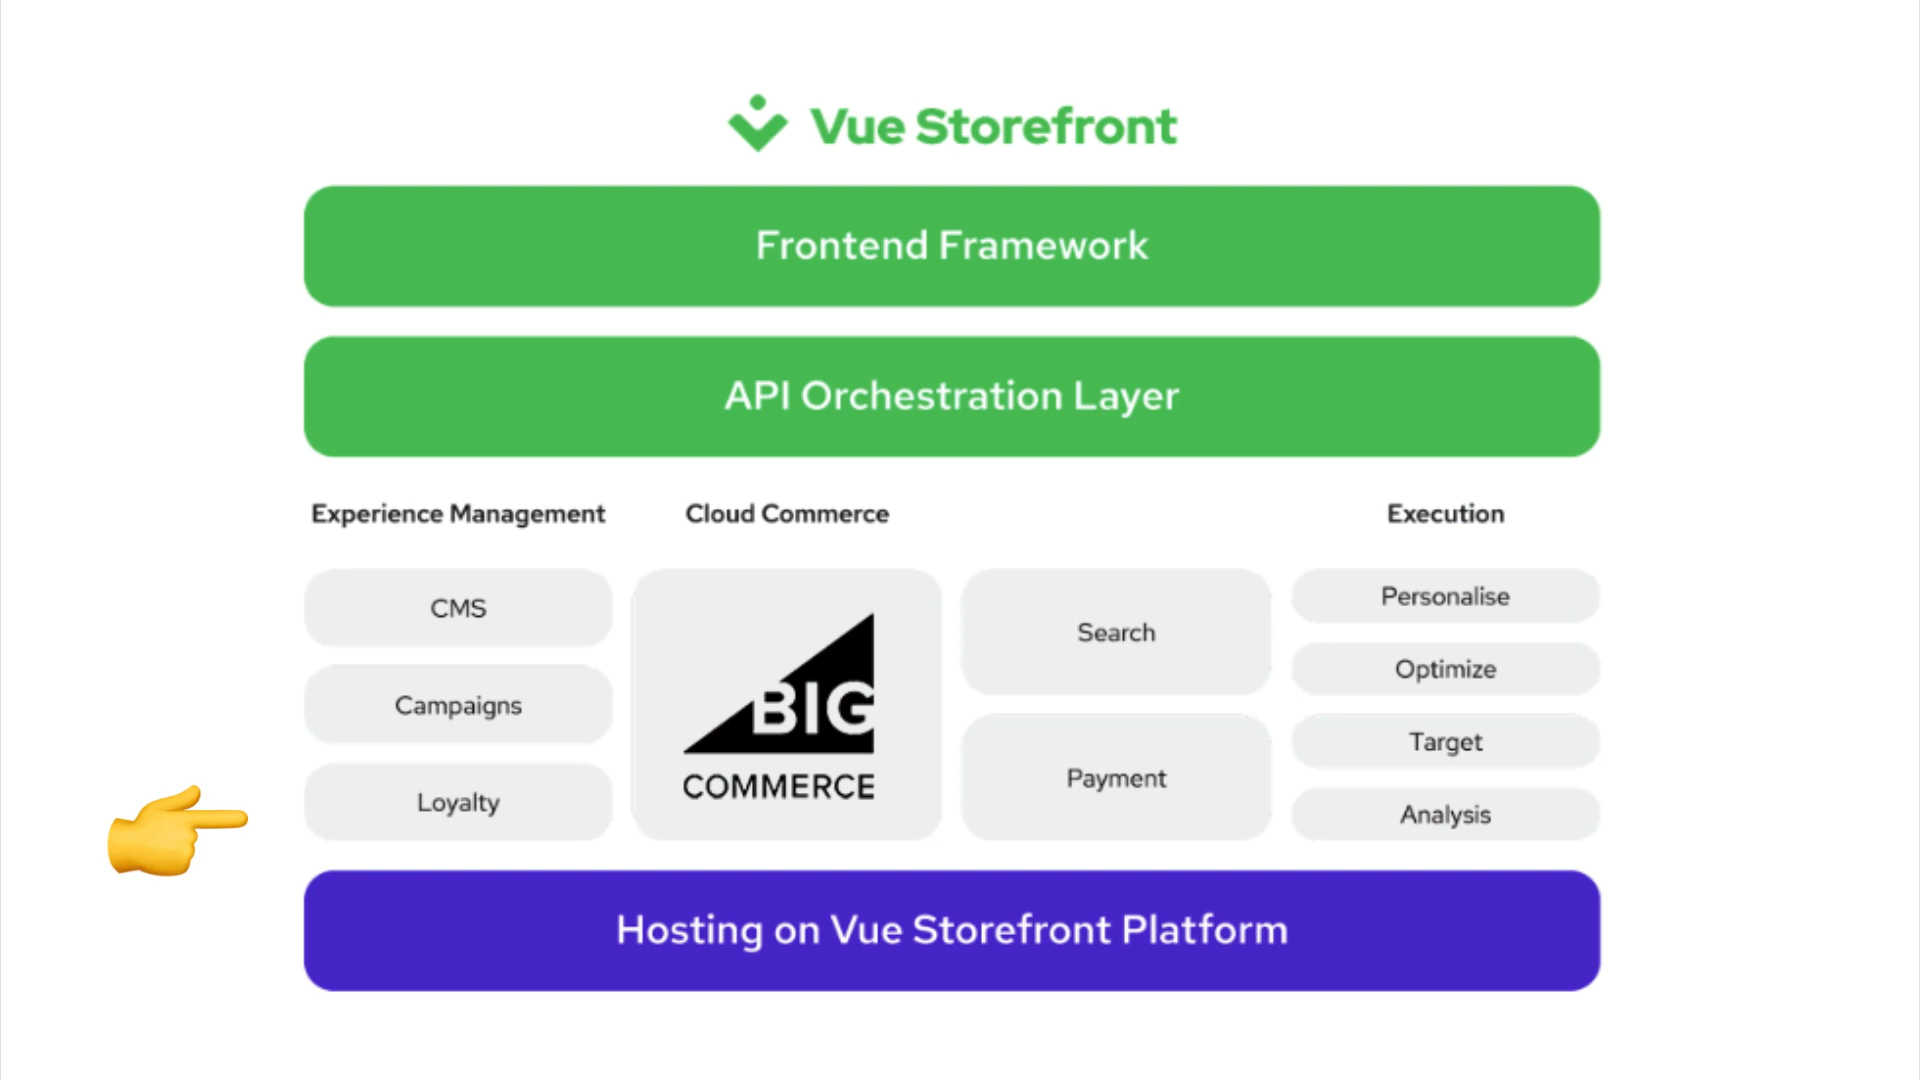 Vue Storefront
Frontend Framework
API Orchestration Layer
Experience Management
Cloud Commerce
Execution
CMS
Campaigns
Loyalty
BIG
COMMERCE
Search
Payment
Personalise
Optimize
Target
Analysis
Hosting on Vue Storefront Platform